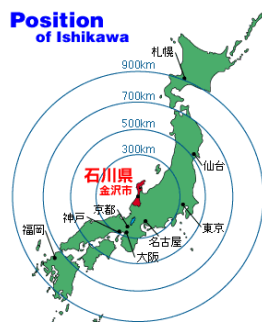 Position
of Ishikawa
札幌
900km
700km
500km
300km
仙台
石川県
金沢市
京都
神戸
福岡
東京
名古屋
大阪